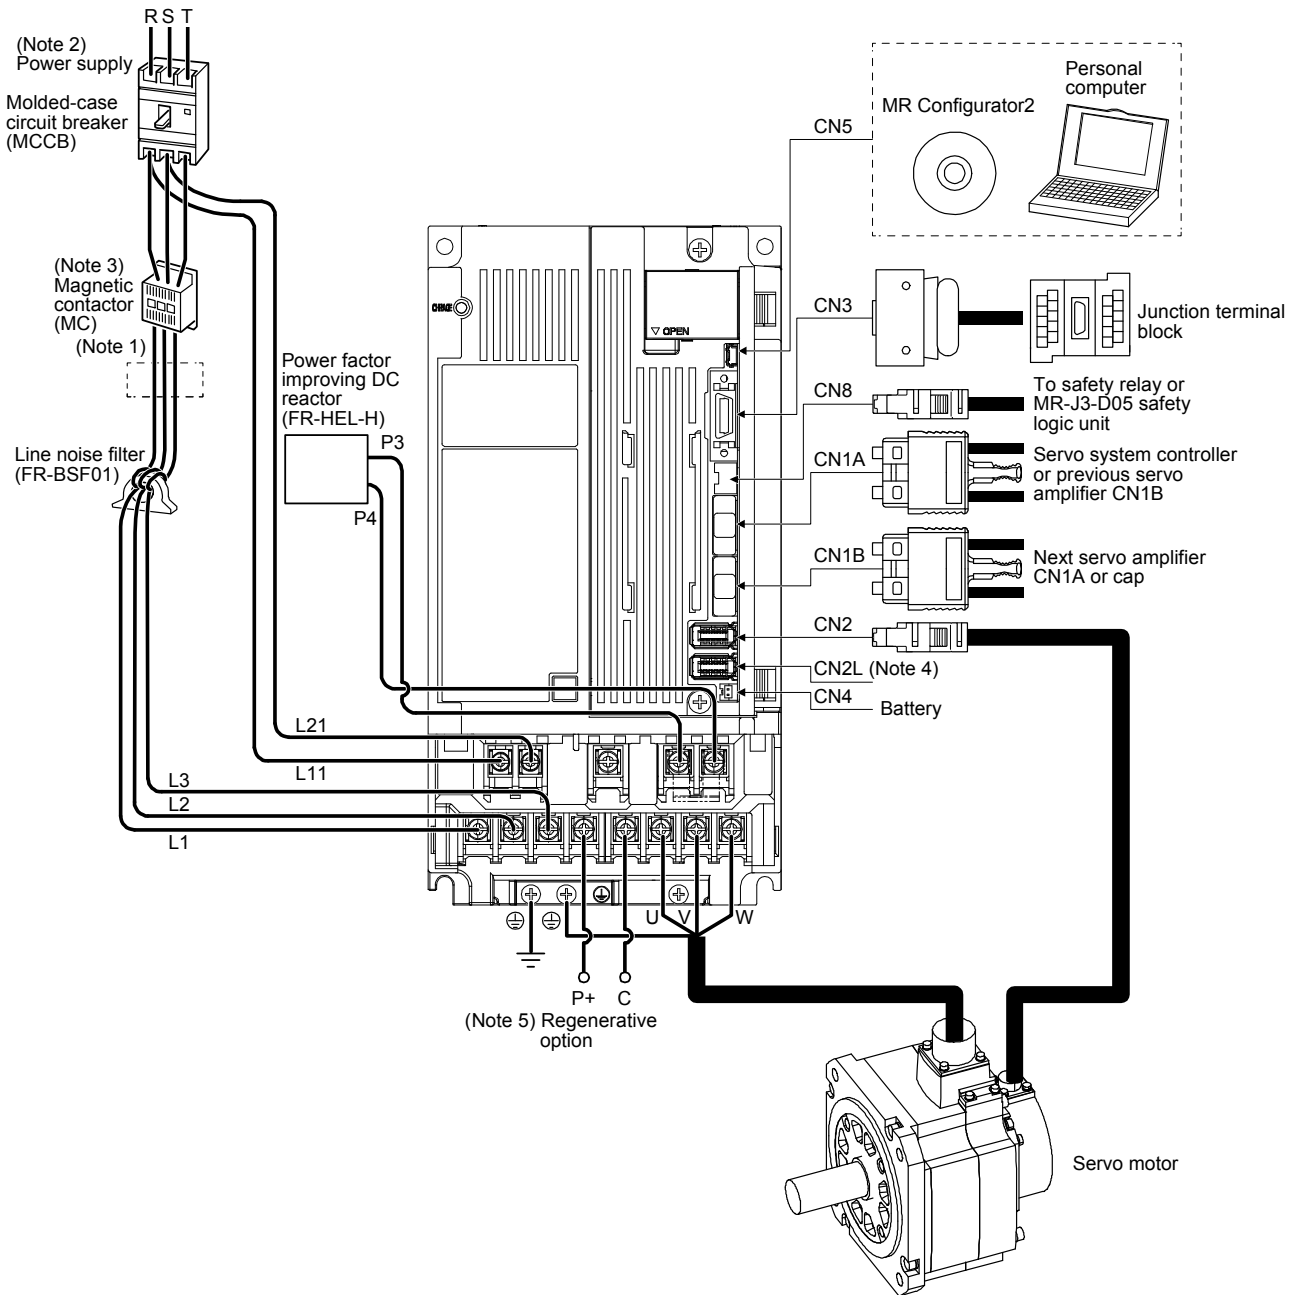 R S T
(Note 2)
Power supply
Molded-case
circuit breaker
(MCCB)
(Note 3)
Magnetic
contactor
(MC)
(Note 1)
Line noise filter
(FR-BSF01)
Power factor
improving DC
reactor
(FR-HEL-H)
P3
P4
CHARGE
OPEN
CN5
MR Configurator2
Personal
computer
CN3
Junction terminal
block
CN8
To safety relay or
MR-J3-D05 safety
logic unit
CN1A
Servo system controller
or previous servo
amplifier CN1B
CN1B
Next servo amplifier
CN1A or cap
CN2
CN2L (Note 4)
CN4
Battery
L21
L11
L3
L2
L1
U V W
P+ C
(Note 5) Regenerative
option
Servo motor